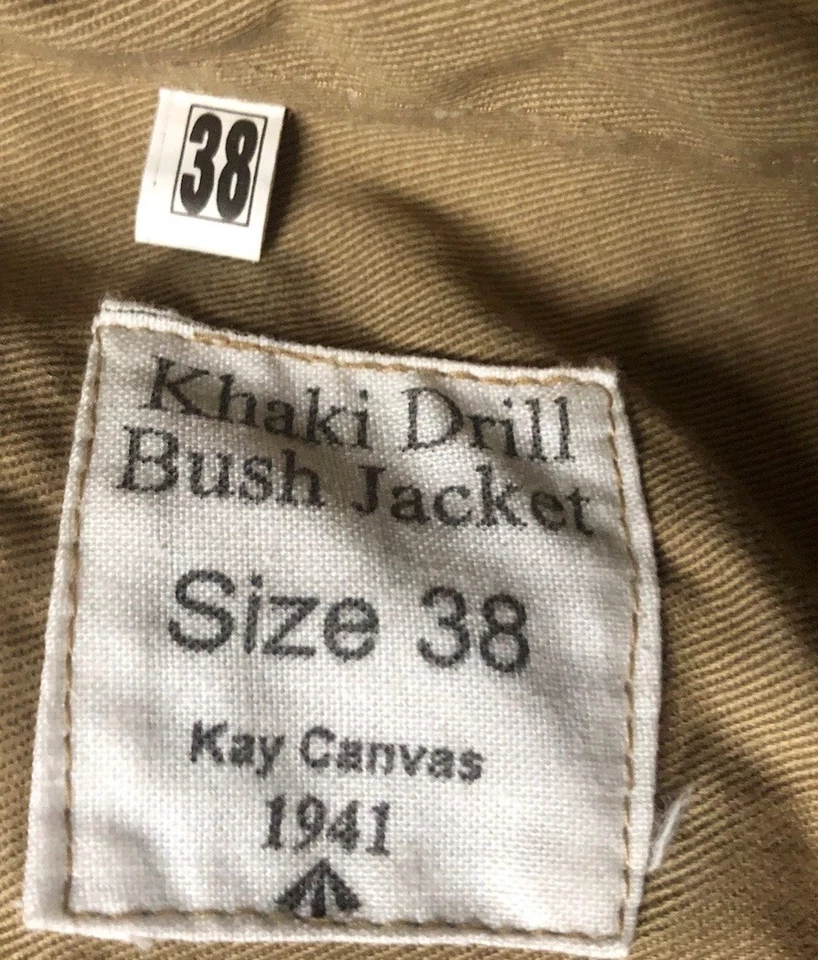 38
Khaki Drill
Bush Jacket
Size 38
Kay Canvas
1941